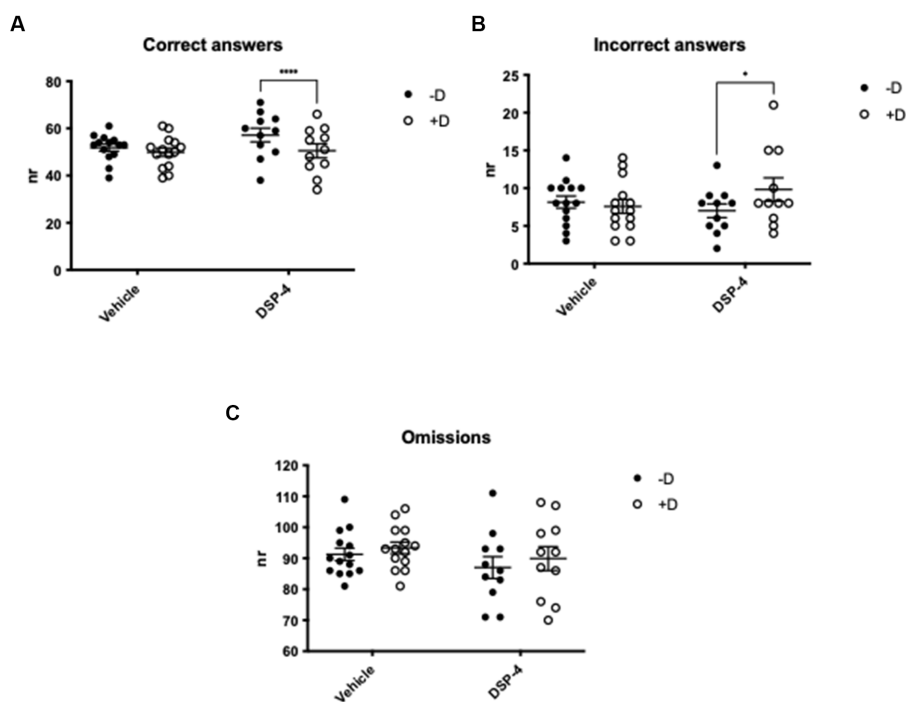 A
Correct answers
80
60
40
20
0
nr
****
-D
+D
Vehicle
DSP-4
B
Incorrect answers
25
20
15
10
5
0
nr
*
-D
+D
Vehicle
DSP-4
C
Omissions
120
110
100
90
80
70
60
nr
-D
+D
Vehicle
DSP-4